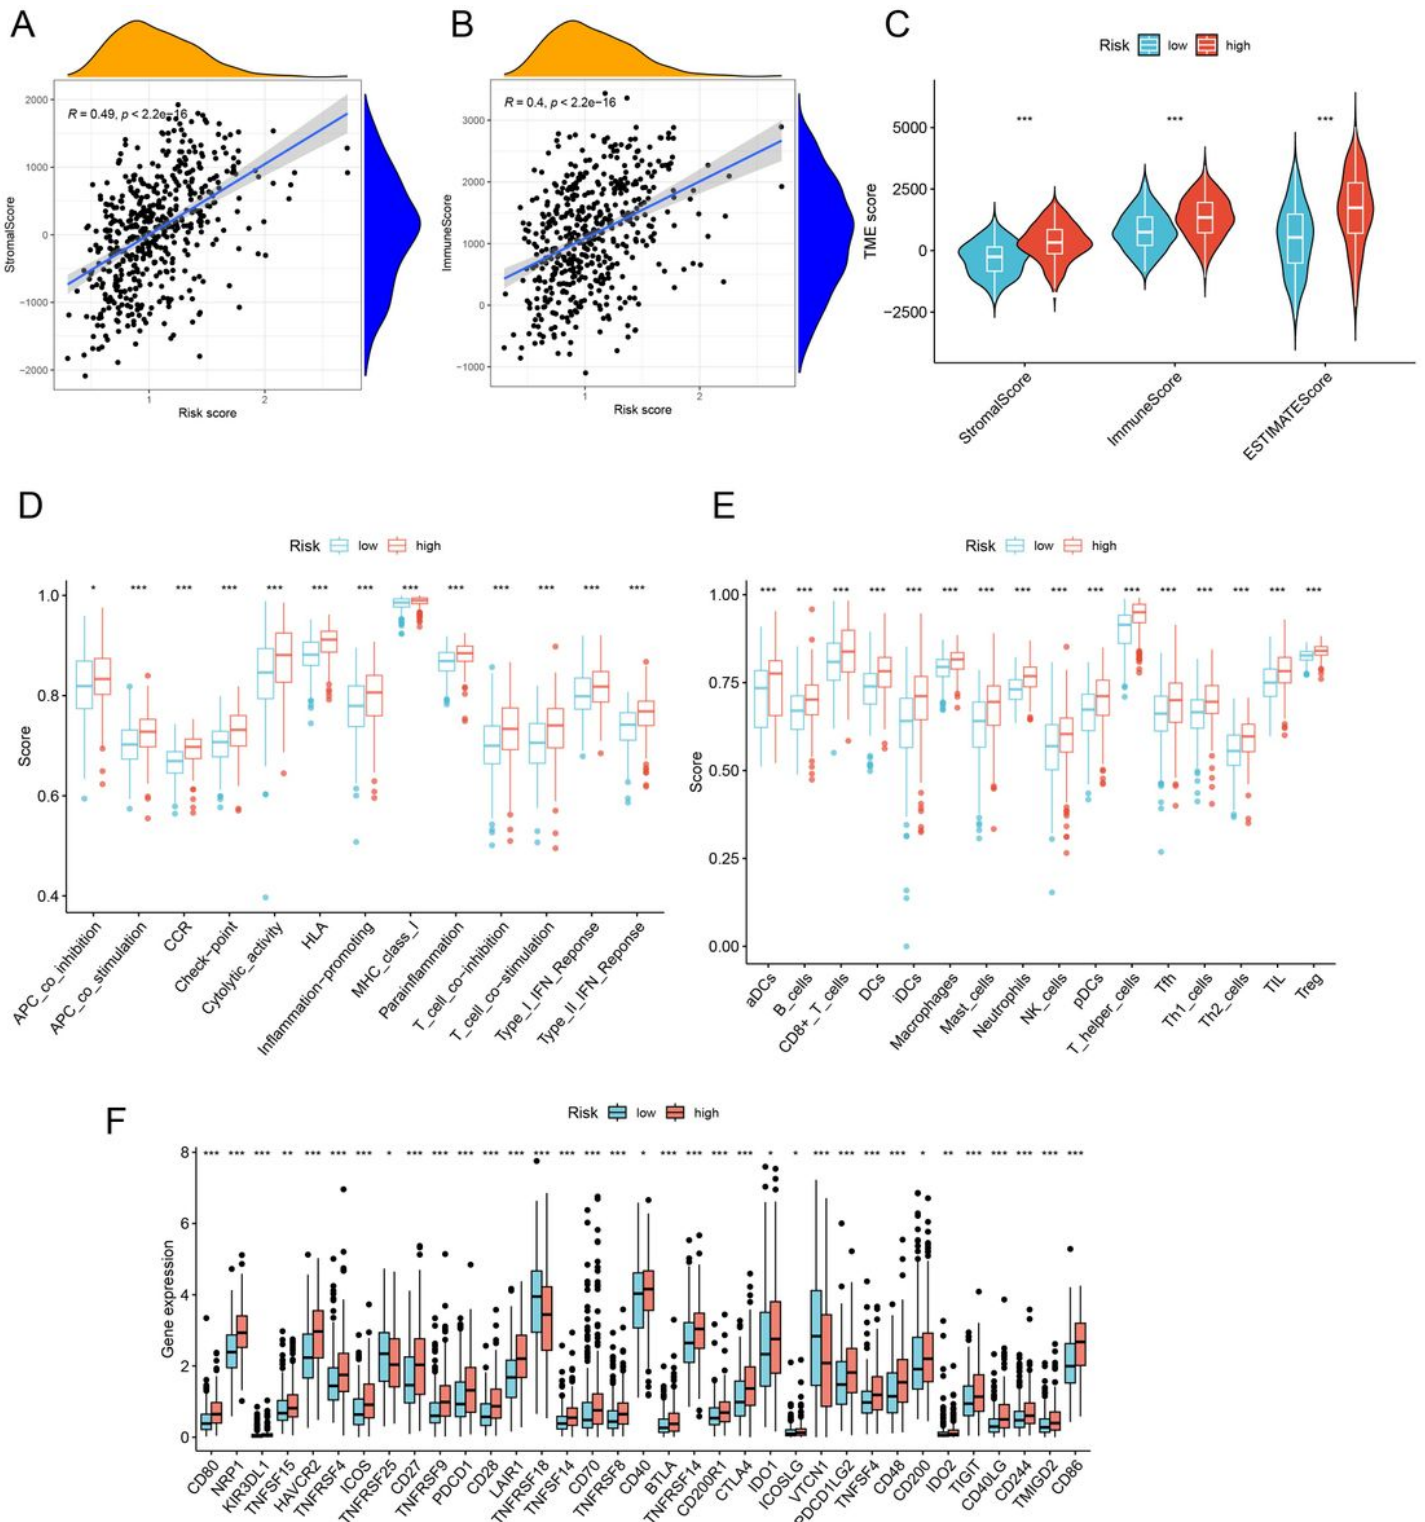 A
B
C
R = 0.49, p < 2.2e−16
2000
1000
0
−1000
−2000
StromalScore
1
2
Risk score
R = 0.4, p < 2.2e−16
3000
2000
1000
0
−1000
ImmuneScore
1
2
Risk score
Risk low high
5000
2500
0
−2500
TME score
*** *** ***
StromalScore
ImmuneScore
ESTIMATEScore
D
Risk low high
* *** *** *** *** *** *** *** *** *** *** *** ***
1.0
0.8
0.6
0.4
Score
APC_co_inhibition
APC_co_stimulation
CCR
Check−point
Cytolytic_activity
HLA
Inflammation−promoting
MHC_class_I
Parainflammation
T_cell_co−inhibition
T_cell_co−stimulation
Type_I_IFN_Reponse
Type_II_IFN_Reponse
E
Risk low high
*** *** *** *** *** *** *** *** *** *** *** *** *** *** *** ***
1.00
0.75
0.50
0.25
0.00
Score
aDCs
B_cells
CD8+_T_cells
DCs
iDCs
Macrophages
Mast_cells
Neutrophils
NK_cells
pDCs
T_helper_cells
Tfh
Th1_cells
Th2_cells
TIL
Treg
F
Risk low high
*** *** *** ** *** *** *** * *** *** *** *** *** *** *** *** *** * *** *** *** *** * * *** *** *** *** * ** *** *** *** *** ***
8
6
4
2
0
Gene expression
CD80
NRP1
KIR3DL1
TNFSF15
HAVCR2
TNFRSF4
ICOS
TNFRSF25
CD27
TNFRSF9
PDCD1
CD28
LAIR1
TNFRSF18
TNFSF14
CD70
TNFRSF8
CD40
BTLA
TNFRSF14
CD200R1
CTLA4
IDO1
ICOSLG
VTCN1
PDCD1LG2
TNFSF4
CD48
CD200
IDO2
TIGIT
CD40LG
CD244
TMIGD2
CD86